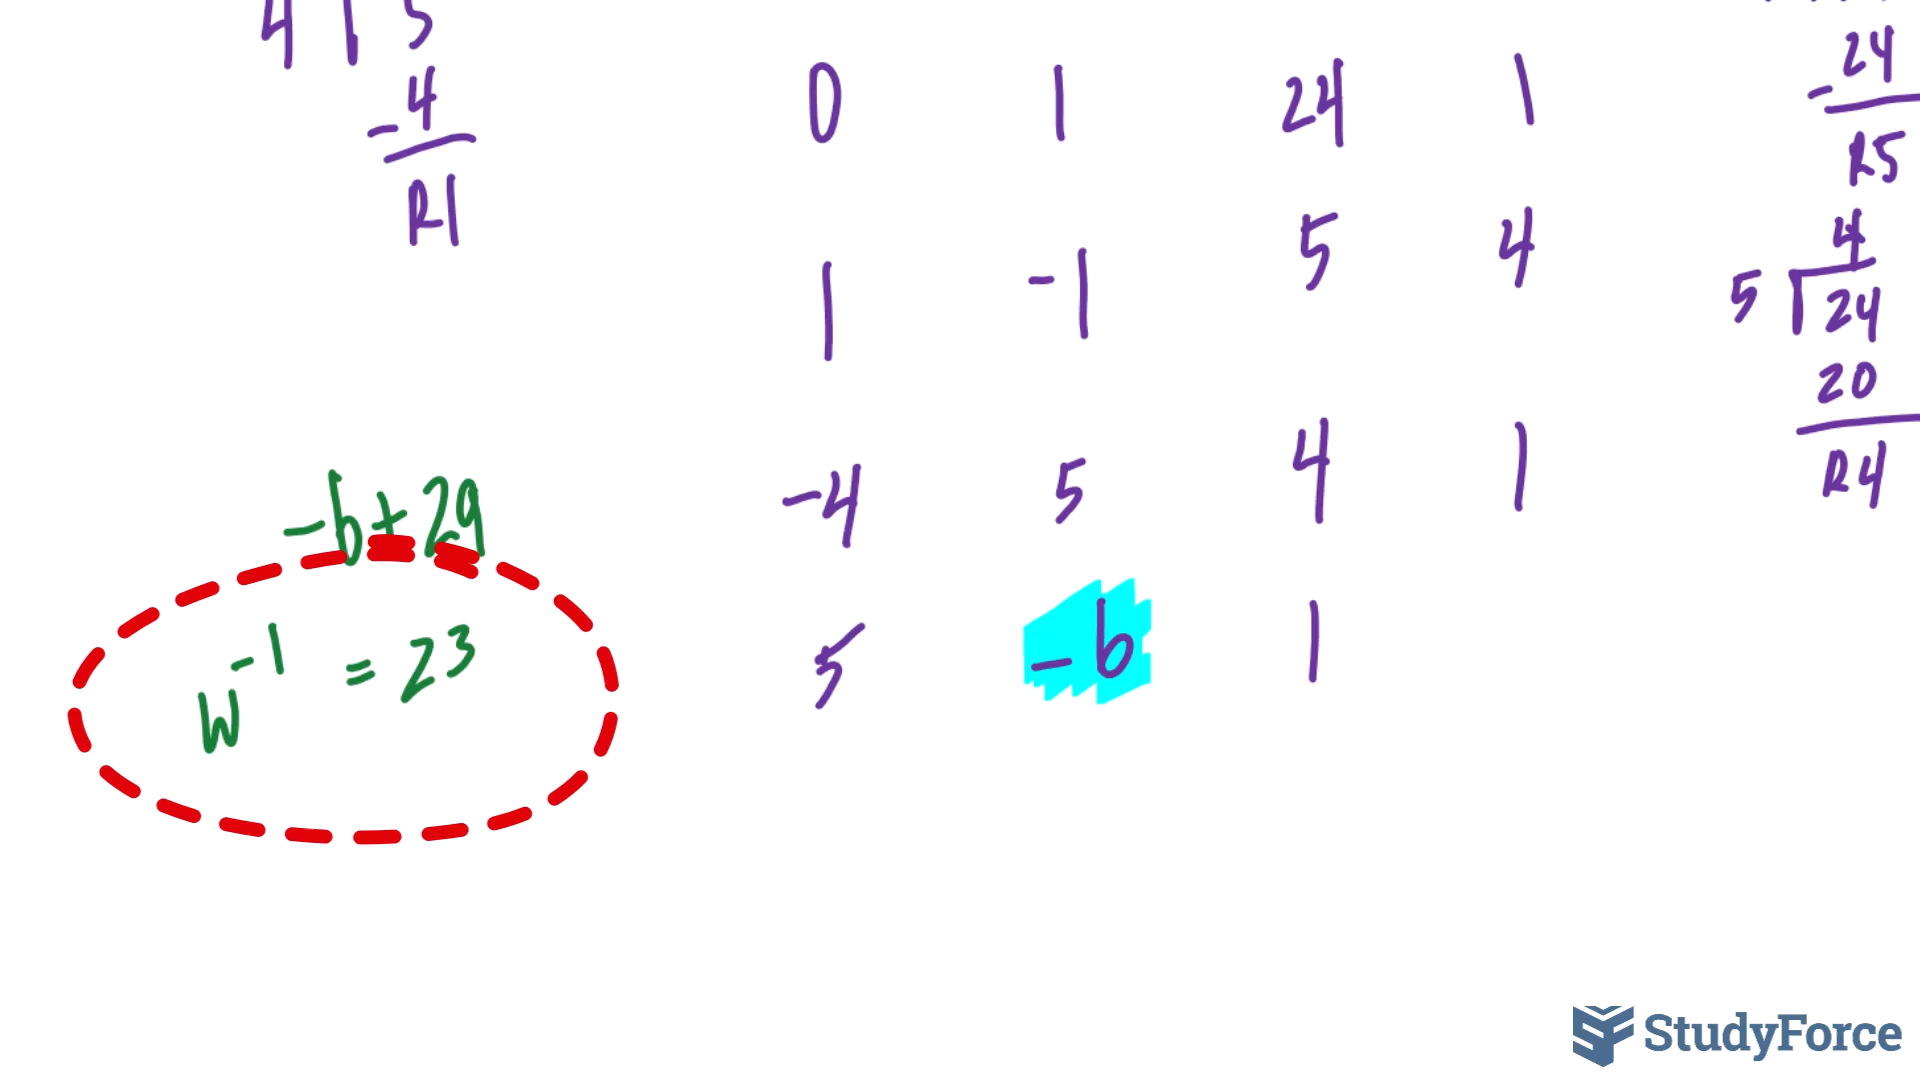 4 5
- 4
R1
0 1 24 1
1 -1 5 4
-4 5 4 1
5 -6 1
- 24
R5
4
5 24
20
R4
-6+29
W^-1 = 23
StudyForce